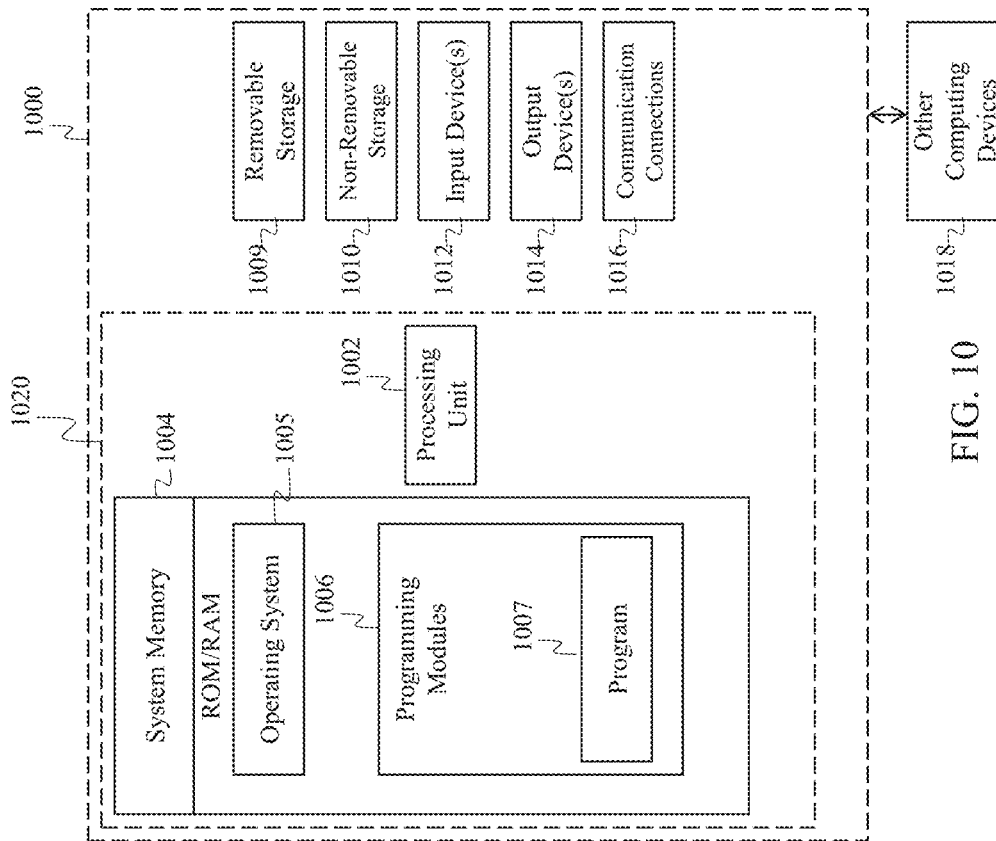 1000
1020
System Memory
1004
ROM/RAM
Operating System
1005
1006
Programming
Modules
1007
Program
1002
Processing
Unit
1009
Removable
Storage
1010
Non-Removable
Storage
1012
Input Device(s)
1014
Output
Device(s)
1016
Communication
Connections
1018
Other
Computing
Devices
FIG. 10